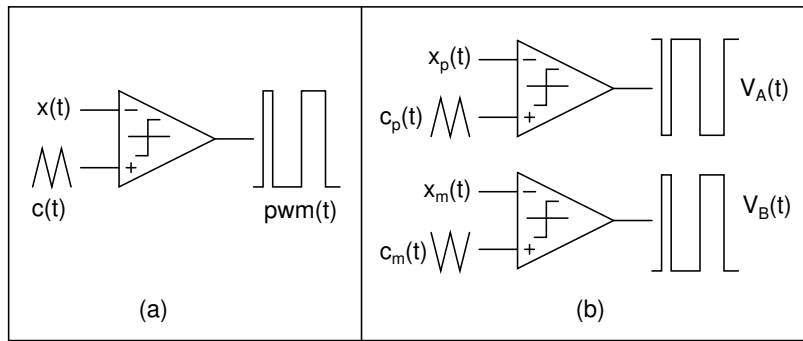 x(t)
−
+
c(t)
pwm(t)
(a)
x_p(t)
−
c_p(t)
+
V_A(t)
x_m(t)
−
c_m(t)
+
V_B(t)
(b)